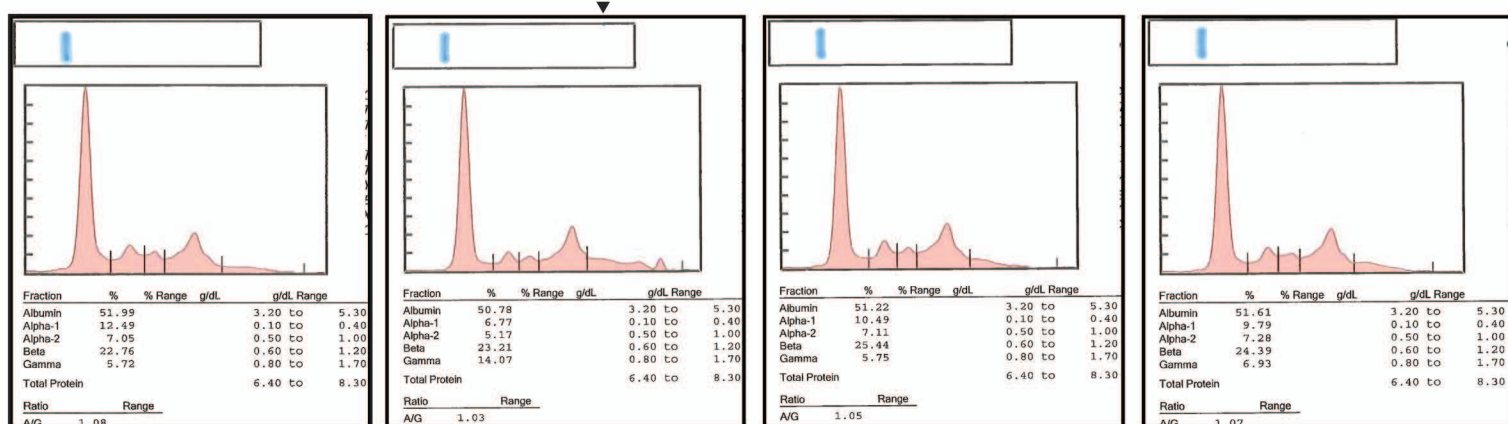 Fraction % % Range g/dL g/dL Range
Albumin 51.99 3.20 to 5.30
Alpha-1 12.49 0.10 to 0.40
Alpha-2 7.05 0.50 to 1.00
Beta 22.76 0.60 to 1.20
Gamma 5.72 0.80 to 1.70
Total Protein 6.40 to 8.30
Ratio Range
A/G 1.08
Fraction % % Range g/dL g/dL Range
Albumin 50.78 3.20 to 5.30
Alpha-1 6.77 0.10 to 0.40
Alpha-2 5.17 0.50 to 1.00
Beta 23.21 0.60 to 1.20
Gamma 14.07 0.80 to 1.70
Total Protein 6.40 to 8.30
Ratio Range
A/G 1.03
Fraction % % Range g/dL g/dL Range
Albumin 51.22 3.20 to 5.30
Alpha-1 10.49 0.10 to 0.40
Alpha-2 7.11 0.50 to 1.00
Beta 25.44 0.60 to 1.20
Gamma 5.75 0.80 to 1.70
Total Protein 6.40 to 8.30
Ratio Range
A/G 1.05
Fraction % % Range g/dL g/dL Range
Albumin 51.61 3.20 to 5.30
Alpha-1 9.79 0.10 to 0.40
Alpha-2 7.28 0.50 to 1.00
Beta 24.39 0.60 to 1.20
Gamma 6.93 0.80 to 1.70
Total Protein 6.40 to 8.30
Ratio Range
A/G 1.07